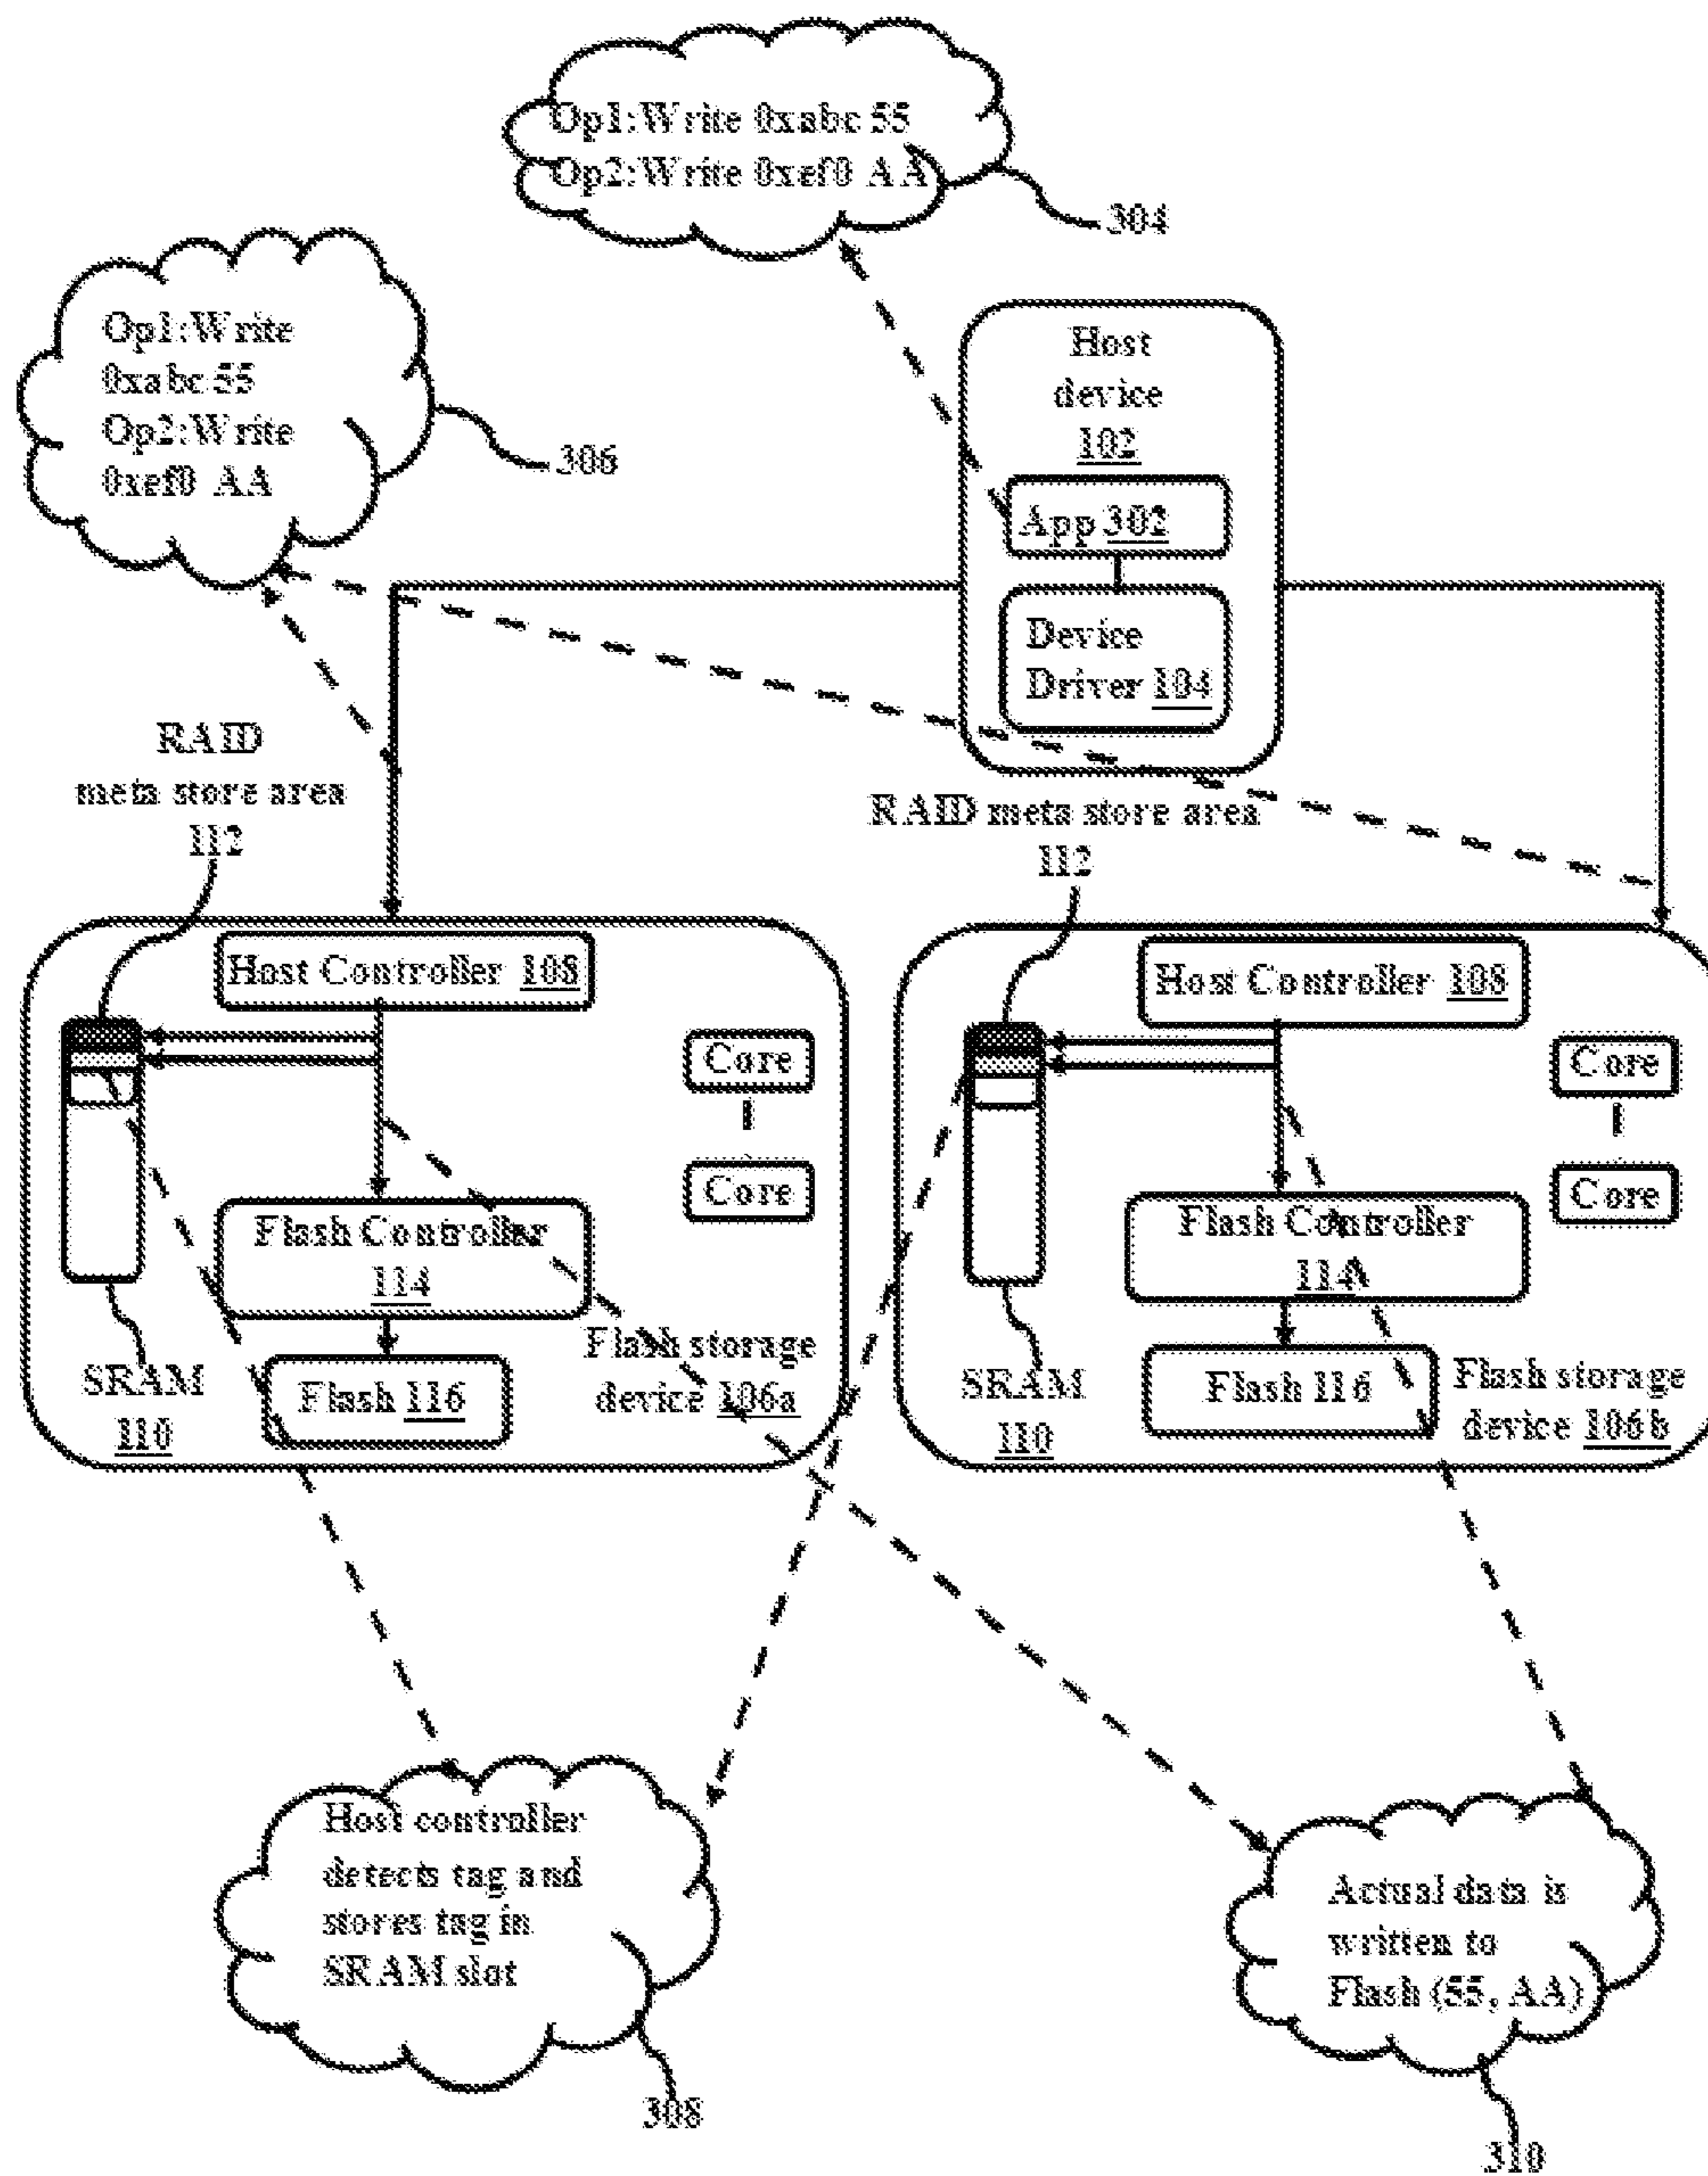 Op1:Write 0xabc 55
Op2:Write 0xef0 AA
304
Op1:Write
0xabc 55
Op2:Write
0xef0 AA
306
Host
device
102
App 302
Device
Driver 104
RAID
meta store area
112
RAID meta store area
112
Host Controller 108
Core
Core
Flash Controller
114
Flash 116
SRAM
110
Flash storage
device 106a
Host Controller 108
Core
Core
Flash Controller
114
Flash 116
SRAM
110
Flash storage
device 106b
Host controller
detects tag and
stores tag in
SRAM slot
308
Actual data is
written to
Flash (55, AA)
310